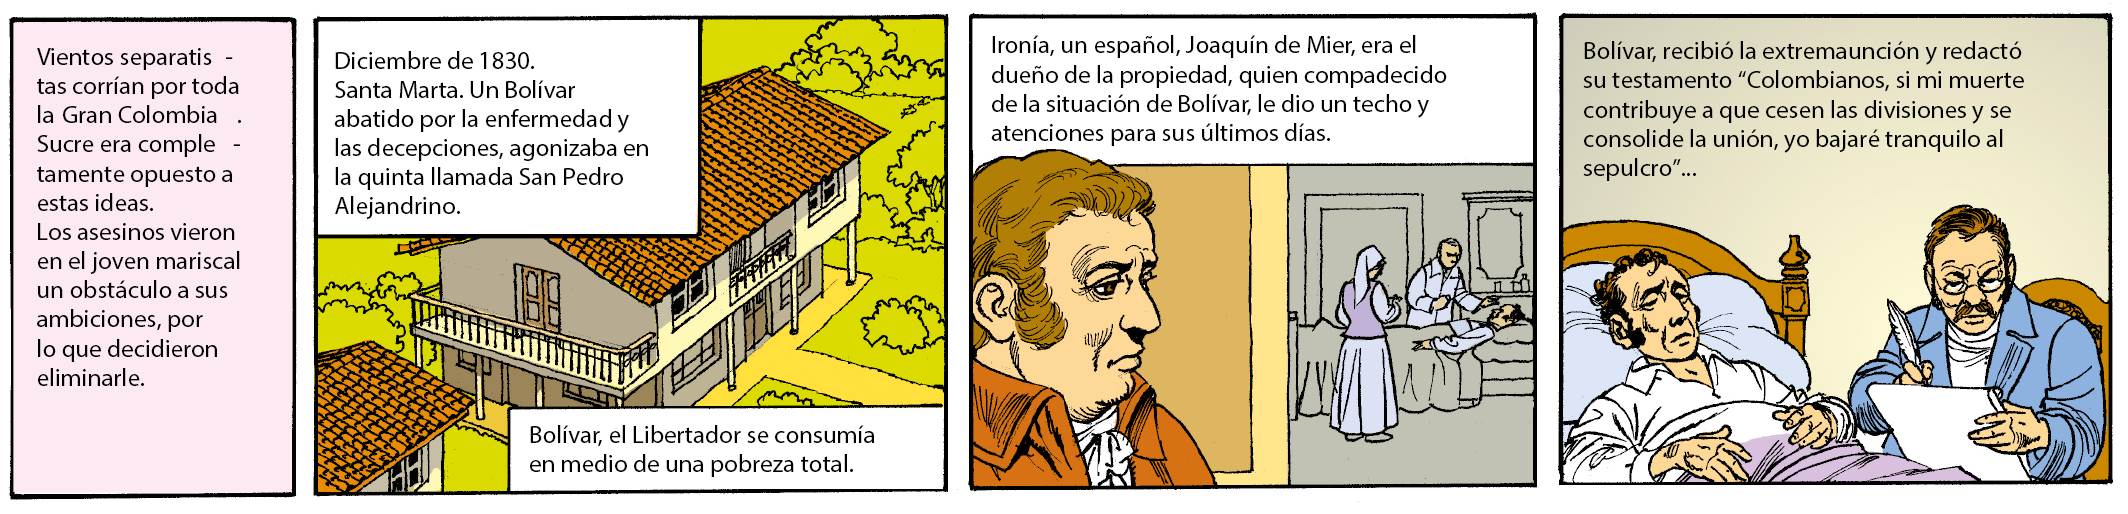 Vientos separatis -
tas corrían por toda
la Gran Colombia .
Sucre era comple -
tamente opuesto a
estas ideas.
Los asesinos vieron
en el joven mariscal
un obstáculo a sus
ambiciones, por
lo que decidieron
eliminarle.
Diciembre de 1830.
Santa Marta. Un Bolívar
abatido por la enfermedad y
las decepciones, agonizaba en
la quinta llamada San Pedro
Alejandrino.
Bolívar, el Libertador se consumía
en medio de una pobreza total.
Ironía, un español, Joaquín de Mier, era el
dueño de la propiedad, quien compadecido
de la situación de Bolívar, le dio un techo y
atenciones para sus últimos días.
Bolívar, recibió la extremaunción y redactó
su testamento “Colombianos, si mi muerte
contribuye a que cesen las divisiones y se
consolide la unión, yo bajaré tranquilo al
sepulcro”...